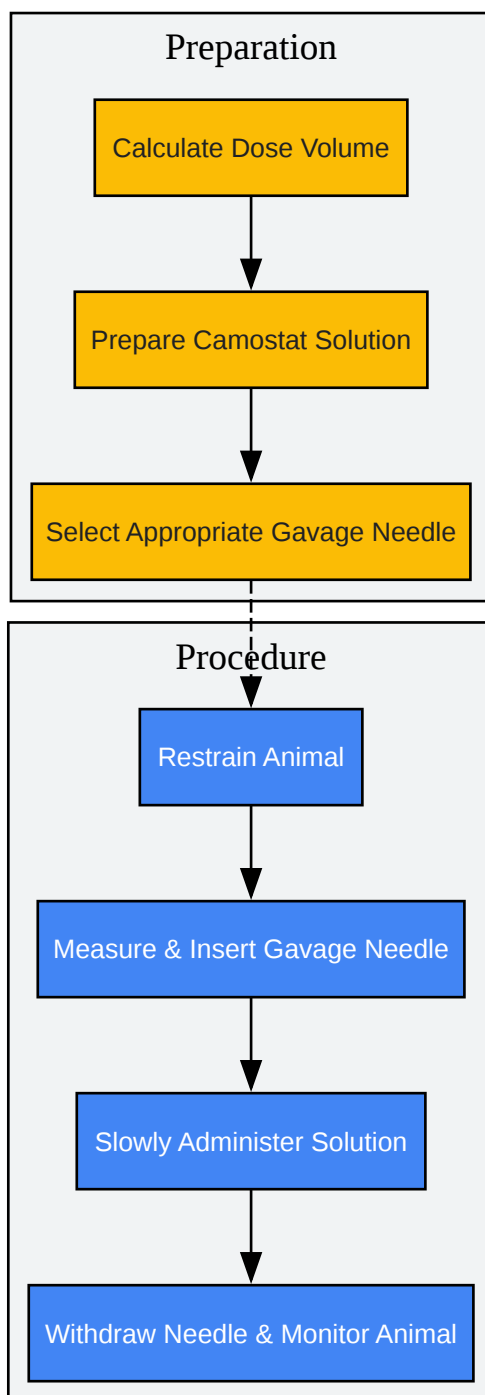 Preparation
Calculate Dose Volume
Prepare Camostat Solution
Select Appropriate Gavage Needle
Procedure
Restrain Animal
Measure & Insert Gavage Needle
Slowly Administer Solution
Withdraw Needle & Monitor Animal